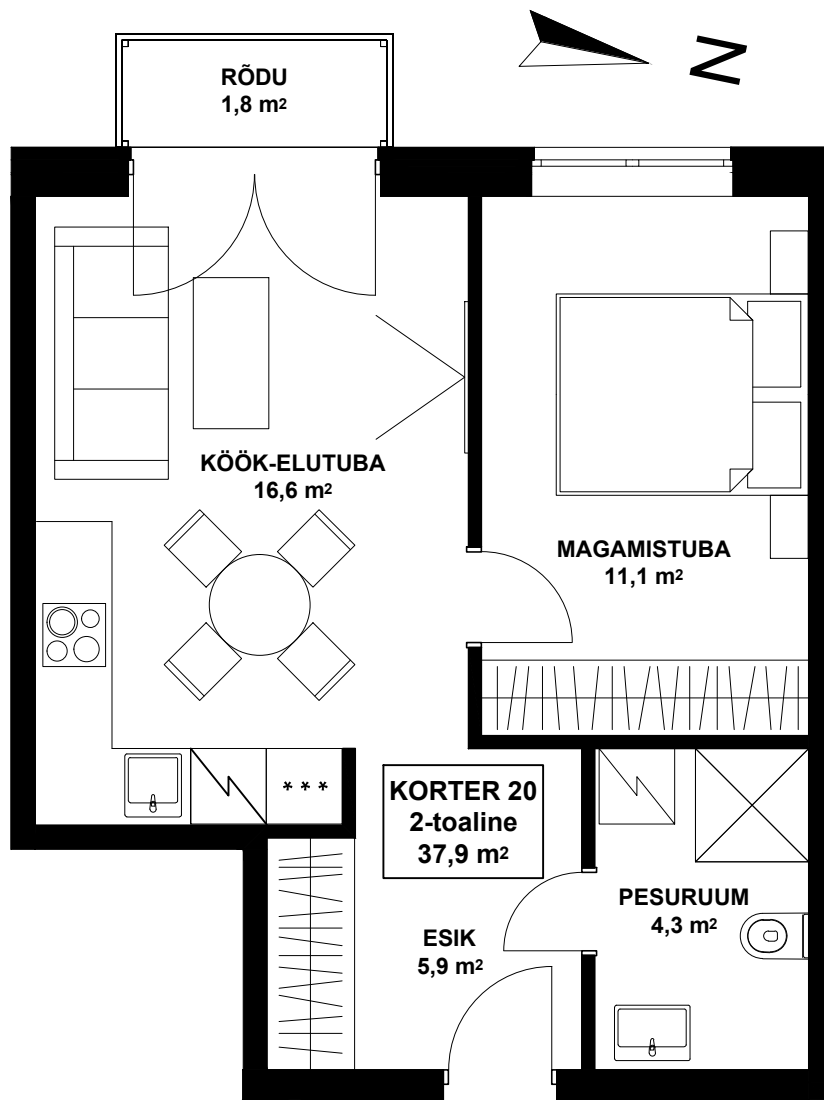 RÕDU
1,8 m²
N
KÖÖK-ELUTUBA
16,6 m²
MAGAMISTUBA
11,1 m²
* * *
KORTER 20
2-toaline
37,9 m²
PESURUUM
4,3 m²
ESIK
5,9 m²